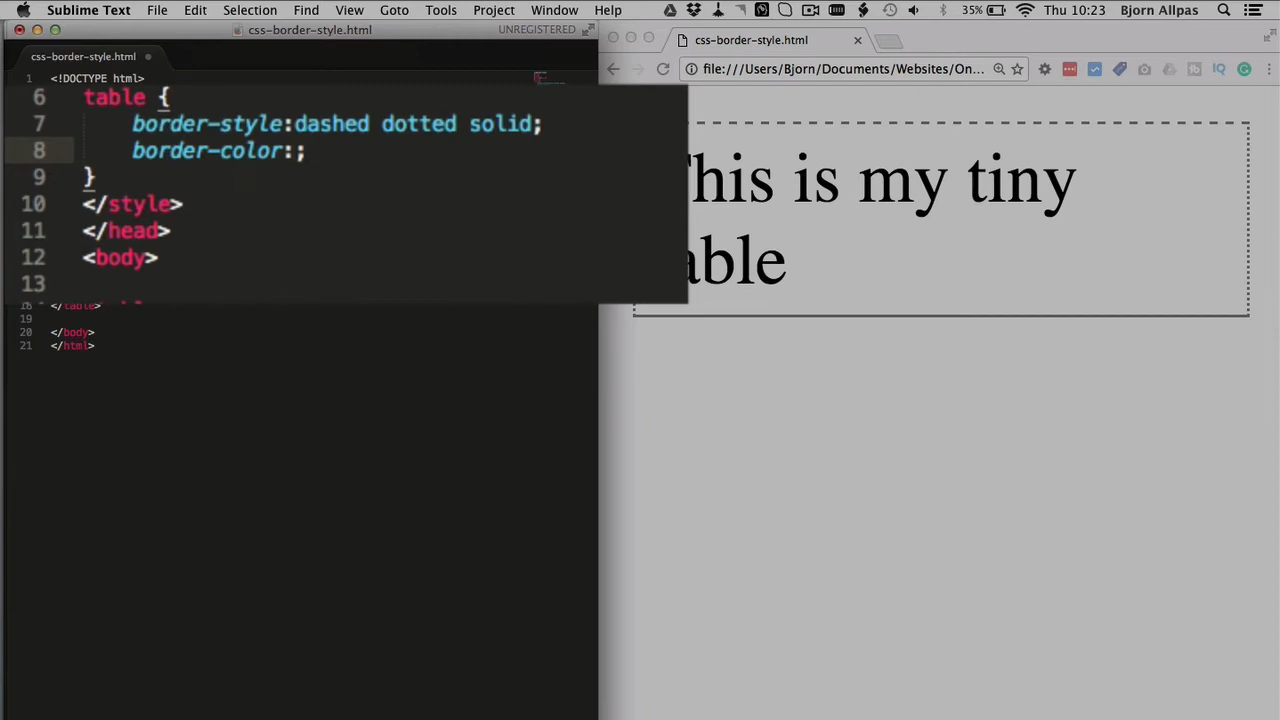 Sublime Text File Edit Selection Find View Goto Tools Project Window Help 35% Thu 10:23 Bjorn Allpas
css-border-style.html UNREGISTERED
css-border-style.html
css-border-style.html
file:///Users/Bjorn/Documents/Websites/On...
1 <!DOCTYPE html>
6 table {
7 border-style:dashed dotted solid;
8 border-color:;
9 }
10 </style>
11 </head>
12 <body>
13
18 </table>
19
20 </body>
21 </html>
This is my tiny
able